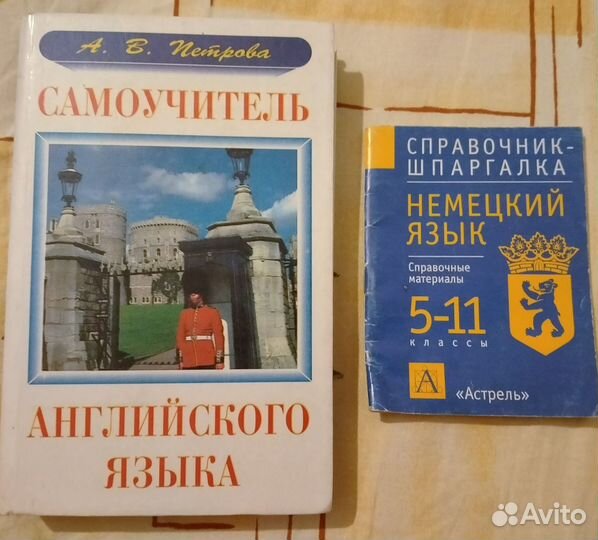 А. В. Петрова
САМОУЧИТЕЛЬ
АНГЛИЙСКОГО
ЯЗЫКА
СПРАВОЧНИК-
ШПАРГАЛКА
НЕМЕЦКИЙ
ЯЗЫК
Справочные
материалы
5-11
КЛАССЫ
А
«Астрель»
Avito